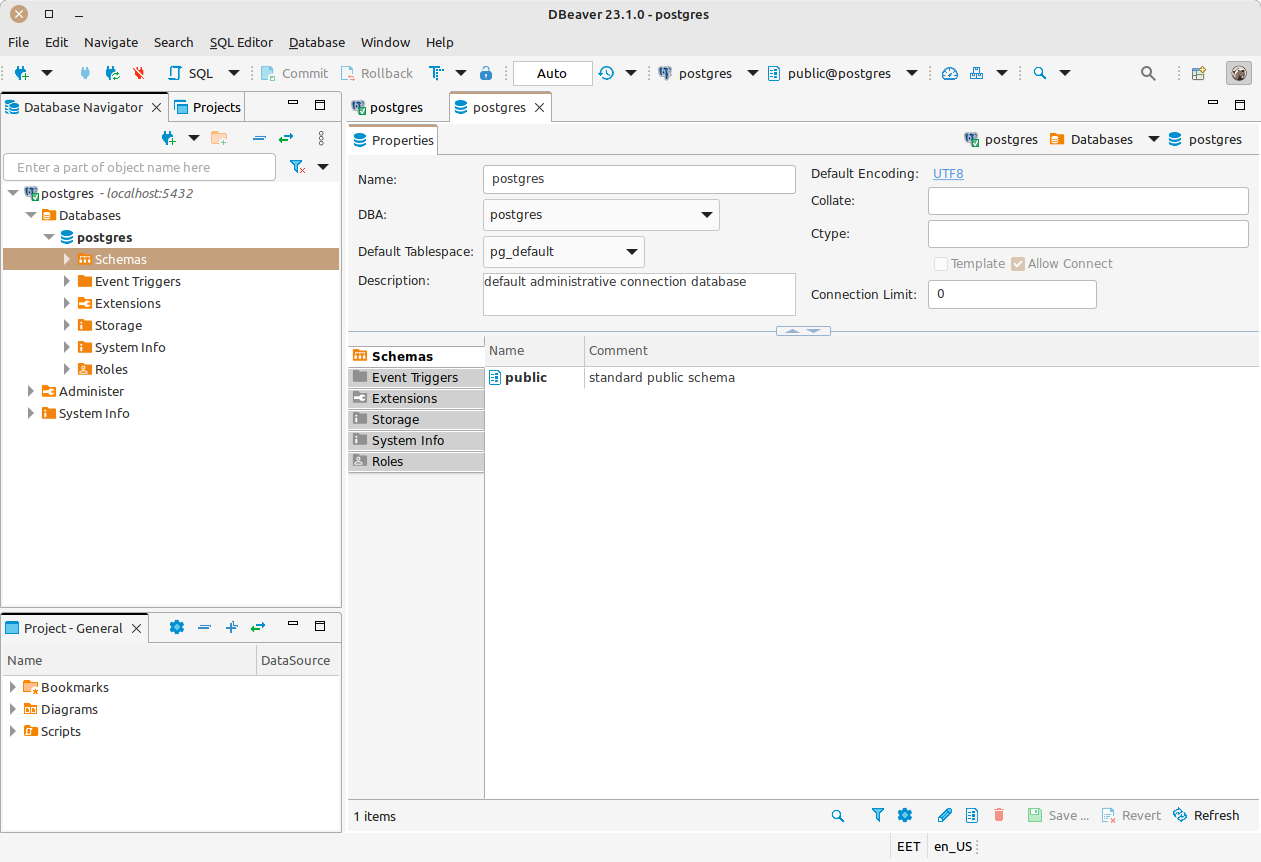 DBeaver 23.1.0 - postgres
File Edit Navigate Search SQL Editor Database Window Help
SQL Commit Rollback Auto postgres public@postgres
Database Navigator Projects
Enter a part of object name here
postgres - localhost:5432
Databases
postgres
Schemas
Event Triggers
Extensions
Storage
System Info
Roles
Administer
System Info
Project - General
Name DataSource
Bookmarks
Diagrams
Scripts
postgres postgres
Properties postgres Databases postgres
Name: postgres
DBA: postgres
Default Tablespace: pg_default
Description: default administrative connection database
Default Encoding: UTF8
Collate:
Ctype:
Template Allow Connect
Connection Limit: 0
Schemas
Event Triggers
Extensions
Storage
System Info
Roles
Name Comment
public standard public schema
1 items Save ... Revert Refresh
EET en_US